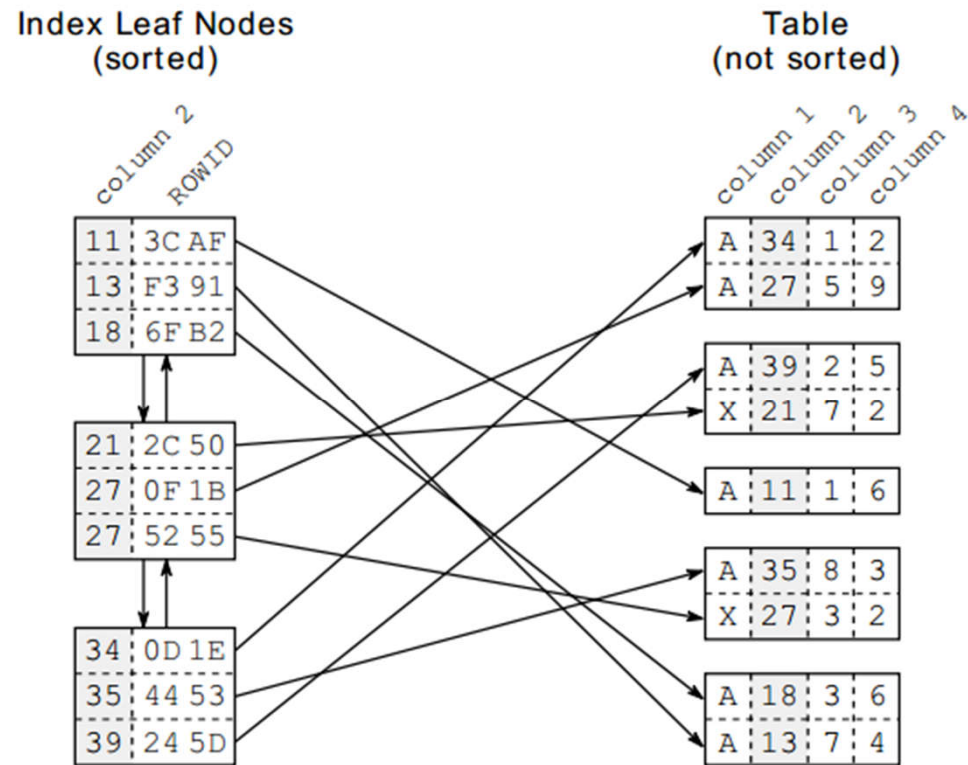 Index Leaf Nodes
(sorted)
column 2
ROWID
11 3C AF
13 F3 91
18 6F B2
21 2C 50
27 0F 1B
27 52 55
34 0D 1E
35 44 53
39 24 5D
Table
(not sorted)
column 1
column 2
column 3
column 4
A 34 1 2
A 27 5 9
A 39 2 5
X 21 7 2
A 11 1 6
A 35 8 3
X 27 3 2
A 18 3 6
A 13 7 4